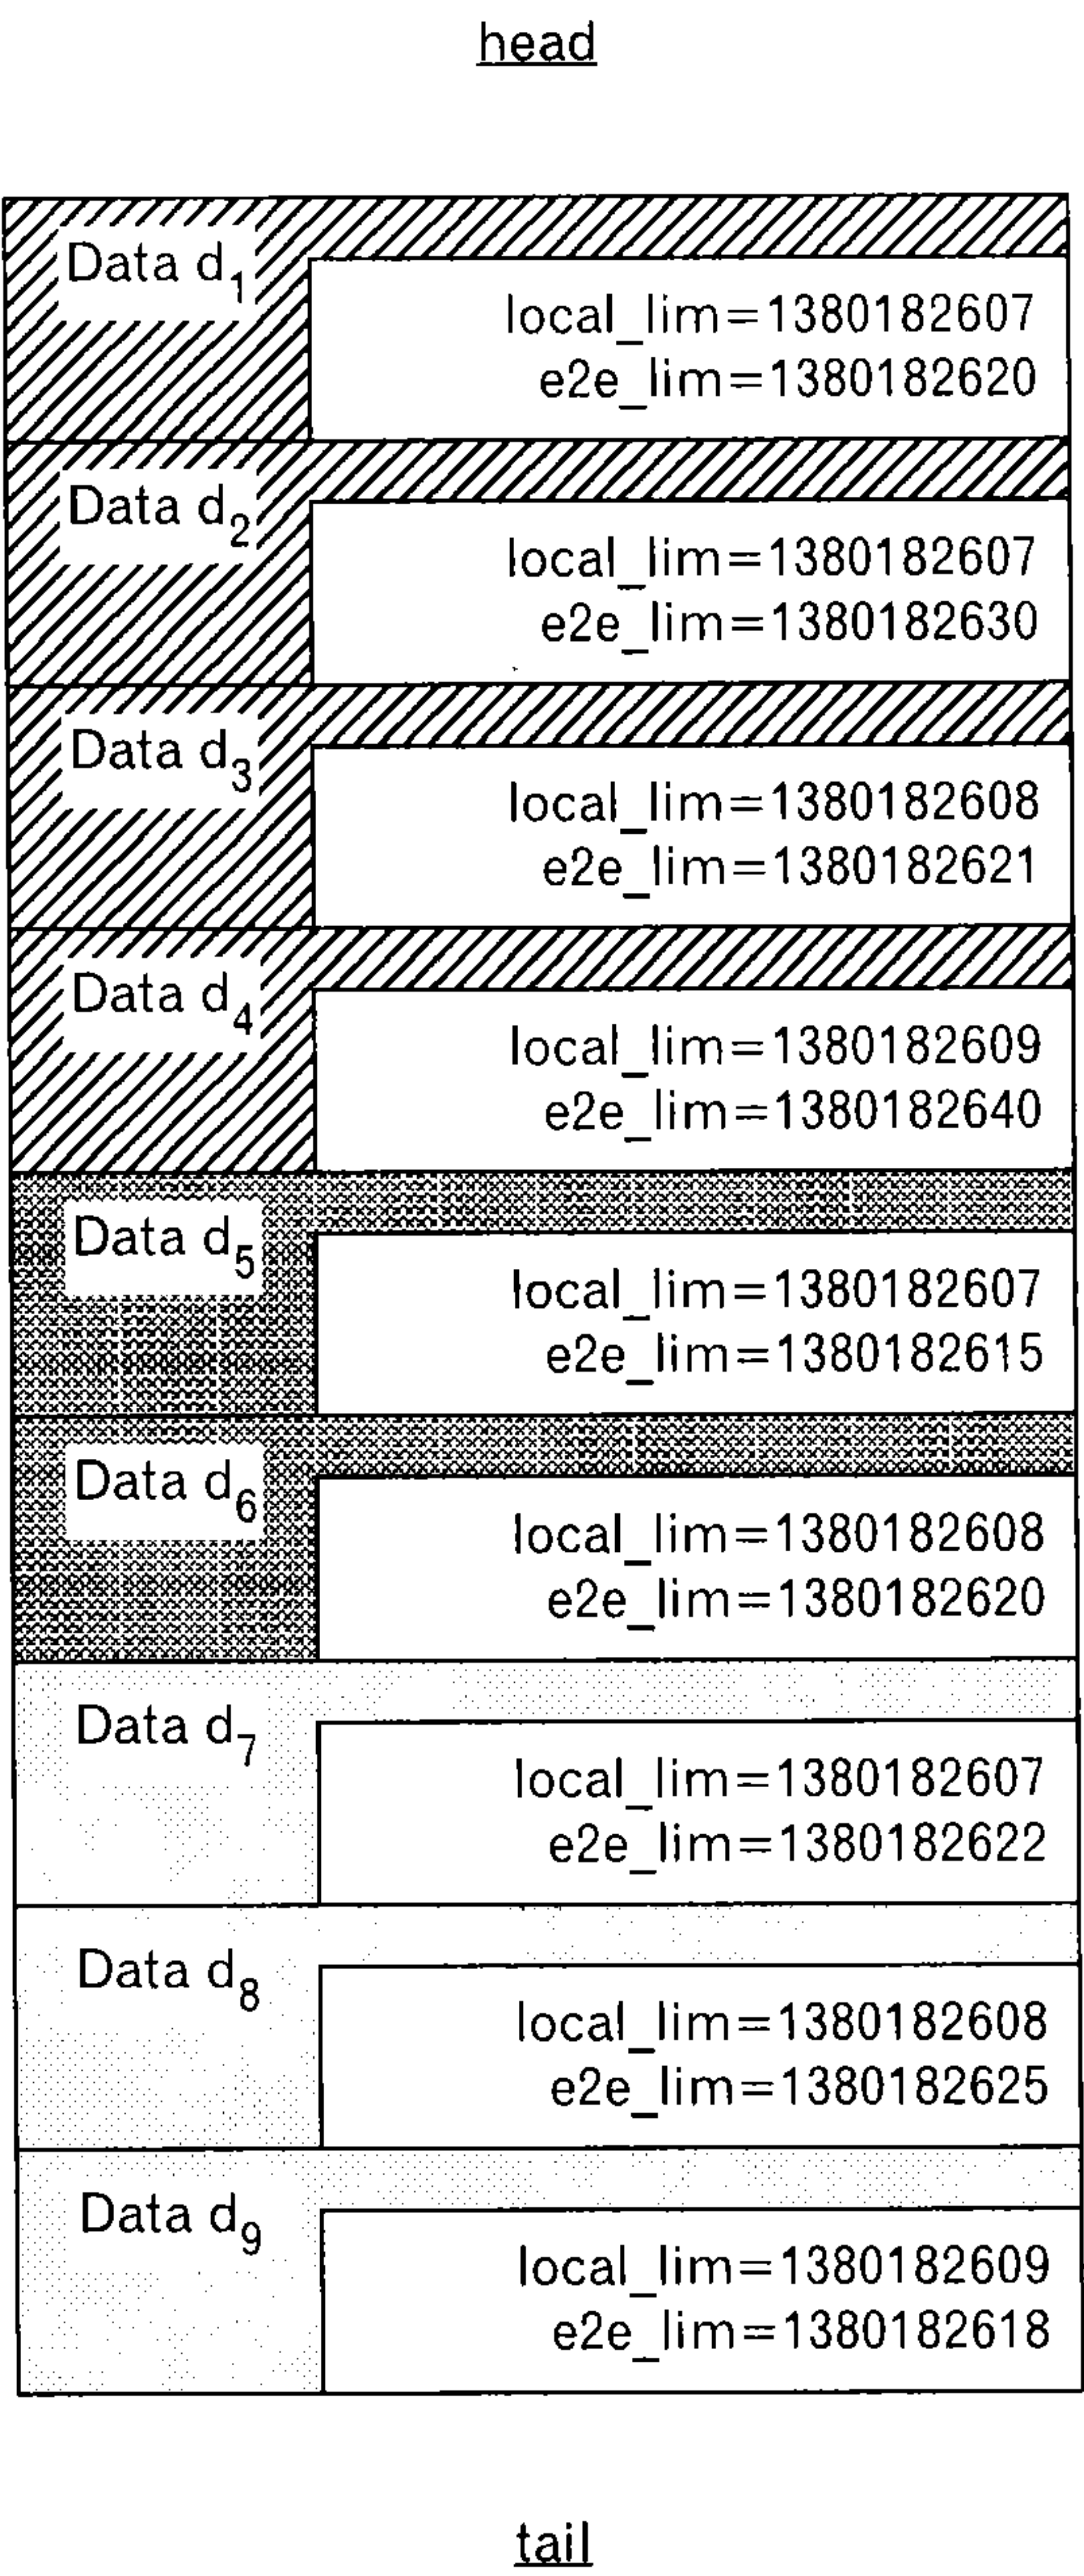 head
Data d1
local_lim=1380182607
e2e_lim=1380182620
Data d2
local_lim=1380182607
e2e_lim=1380182630
Data d3
local_lim=1380182608
e2e_lim=1380182621
Data d4
local_lim=1380182609
e2e_lim=1380182640
Data d5
local_lim=1380182607
e2e_lim=1380182615
Data d6
local_lim=1380182608
e2e_lim=1380182620
Data d7
local_lim=1380182607
e2e_lim=1380182622
Data d8
local_lim=1380182608
e2e_lim=1380182625
Data d9
local_lim=1380182609
e2e_lim=1380182618
tail